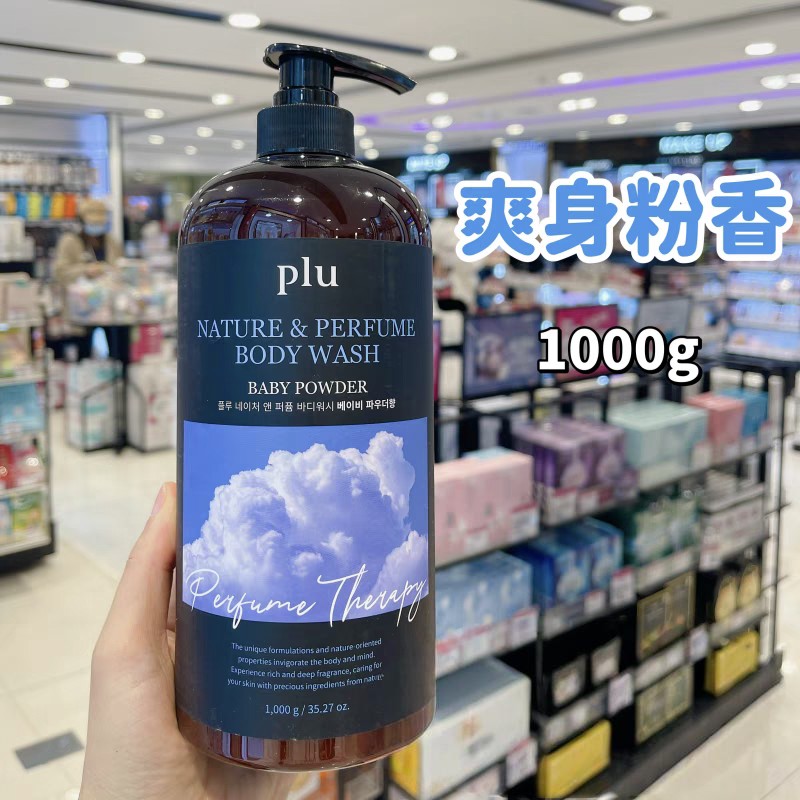 plu
NATURE & PERFUME
BODY WASH
BABY POWDER
플루 네이처 앤 퍼퓸 바디워시 베이비 파우더향
Perfume Therapy
The unique formulations and nature-oriented
properties invigorate the body and mind.
Experience rich and deep fragrance, caring for
your skin with precious ingredients from nature.
1,000 g / 35.27 oz.
爽身粉香
1000g
MAKE UP